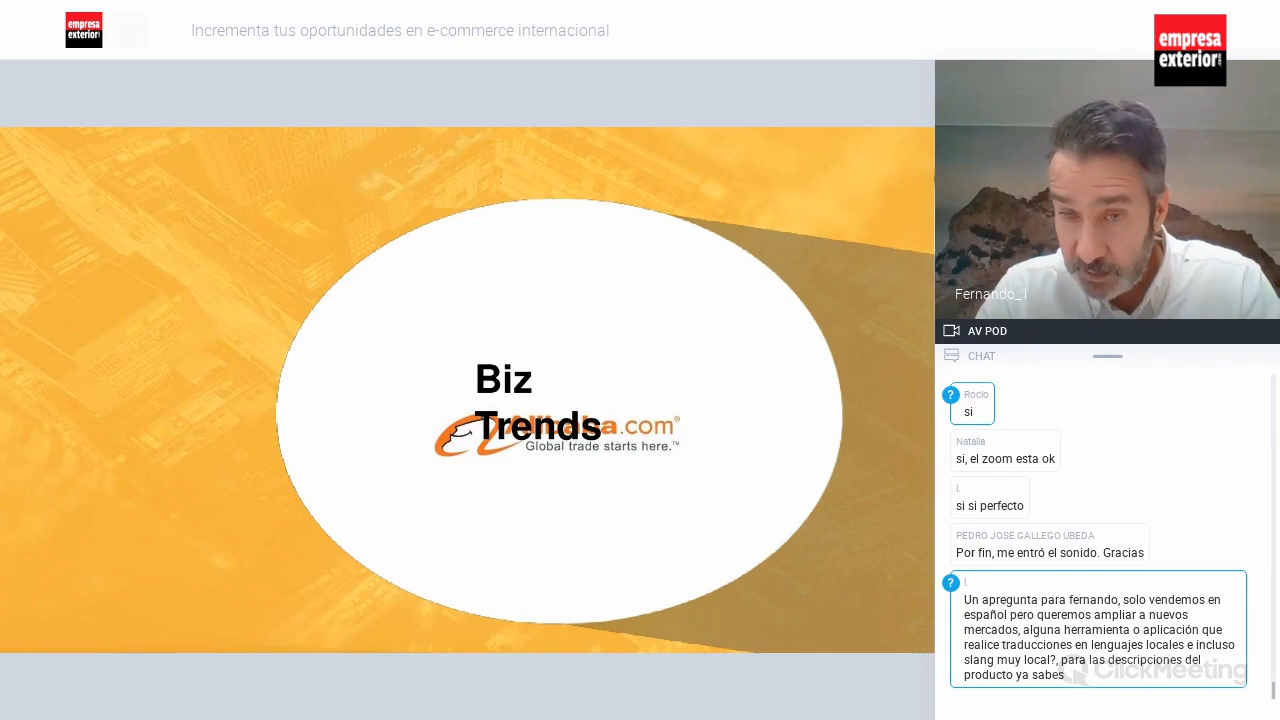 empresa
exterior
Incrementa tus oportunidades en e-commerce internacional
empresa
exterior
Biz
Trends
Alibaba.com®
Global trade starts here.™
Fernando_1
AV POD
CHAT
?
Rocio
si
Natalia
si, el zoom esta ok
I.
si si perfecto
PEDRO JOSE GALLEGO UBEDA
Por fin, me entró el sonido. Gracias
?
I.
Un apregunta para fernando, solo vendemos en
español pero queremos ampliar a nuevos
mercados, alguna herramienta o aplicación que
realice traducciones en lenguajes locales e incluso
slang muy local?, para las descripciones del
producto ya sabes
ClickMeeting